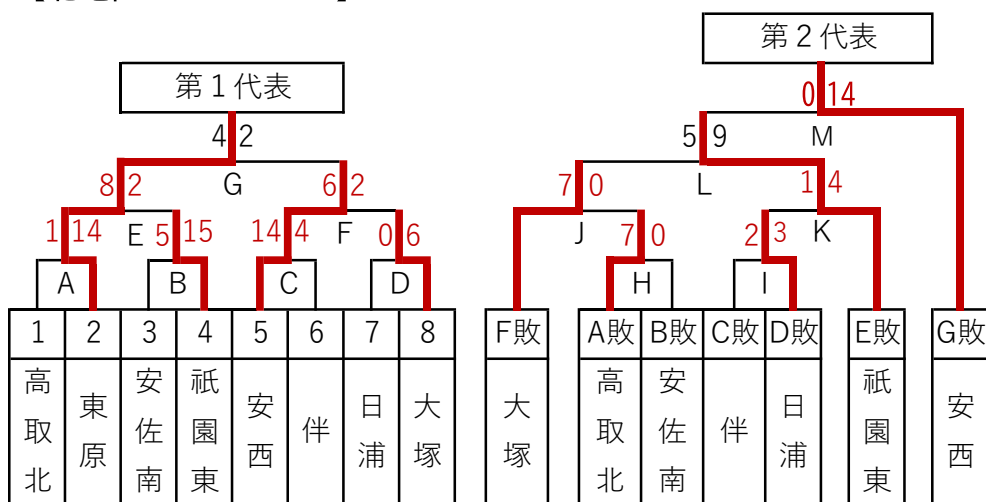 第2代表
第1代表
0 14
4 2
5 9
M
8 2
G
6 2
7 0
L
1 4
1 14
E
5 15
14 4
F
0 6
J
7 0
2 3
K
A
B
C
D
H
I
1 2 3 4 5 6 7 8
F敗 A敗 B敗 C敗 D敗 E敗 G敗
高取北
東原
安佐南
祇園東
安西
伴
日浦
大塚
大塚
高取北
安佐南
伴
日浦
祇園東
安西